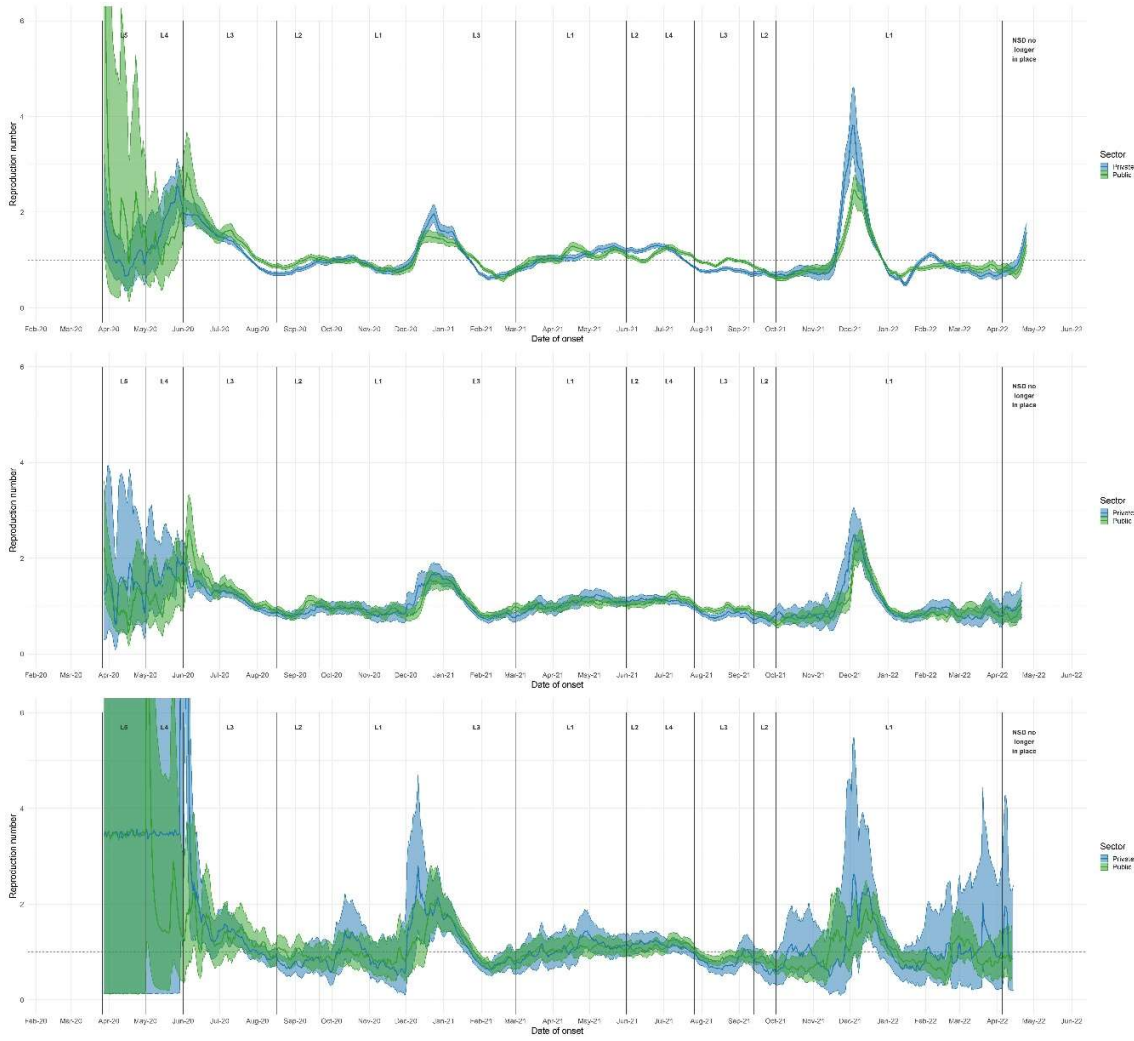 6
L5 L4 L3 L2 L1 L3 L1 L2 L4 L3 L2 L1 NSD no
longer
in place
4
Reproduction number
Sector
Private
Public
2
1
0
Feb-20 Mar-20 Apr-20 May-20 Jun-20 Jul-20 Aug-20 Sep-20 Oct-20 Nov-20 Dec-20 Jan-21 Feb-21 Mar-21 Apr-21 May-21 Jun-21 Jul-21 Aug-21 Sep-21 Oct-21 Nov-21 Dec-21 Jan-22 Feb-22 Mar-22 Apr-22 May-22 Jun-22
Date of onset
6
L5 L4 L3 L2 L1 L3 L1 L2 L4 L3 L2 L1 NSD no
longer
in place
4
Reproduction number
Sector
Private
Public
2
0
Feb-20 Mar-20 Apr-20 May-20 Jun-20 Jul-20 Aug-20 Sep-20 Oct-20 Nov-20 Dec-20 Jan-21 Feb-21 Mar-21 Apr-21 May-21 Jun-21 Jul-21 Aug-21 Sep-21 Oct-21 Nov-21 Dec-21 Jan-22 Feb-22 Mar-22 Apr-22 May-22 Jun-22
Date of onset
6
L5 L4 L3 L2 L1 L3 L1 L2 L4 L3 L2 L1 NSD no
longer
in place
4
Reproduction number
Sector
Private
Public
2
1
0
Feb-20 Mar-20 Apr-20 May-20 Jun-20 Jul-20 Aug-20 Sep-20 Oct-20 Nov-20 Dec-20 Jan-21 Feb-21 Mar-21 Apr-21 May-21 Jun-21 Jul-21 Aug-21 Sep-21 Oct-21 Nov-21 Dec-21 Jan-22 Feb-22 Mar-22 Apr-22 May-22 Jun-22
Date of onset